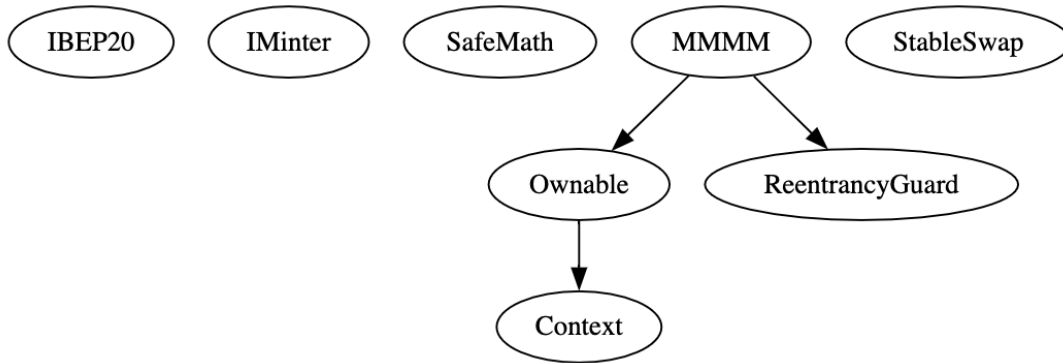 IBEP20
IMinter
SafeMath
MMMM
StableSwap
Ownable
ReentrancyGuard
Context